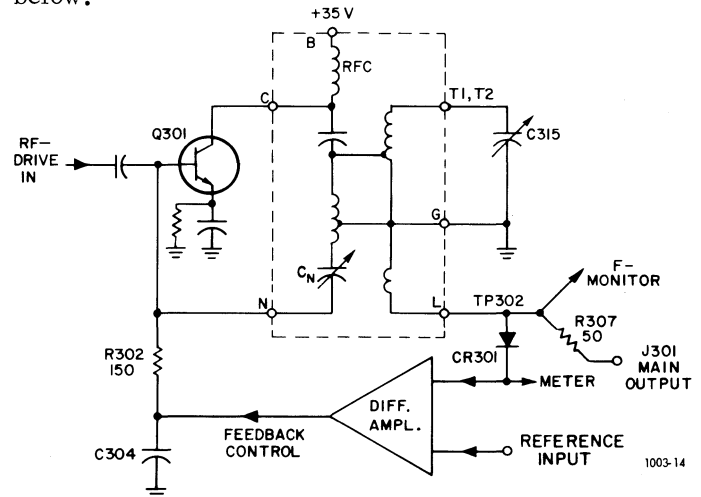 below.
+35 V
B
RFC
C
T1, T2
Q301
C315
RF-
DRIVE
IN
G
CN
F-
MONITOR
N
L
TP302
R307
50
R302
150
CR301
J301
MAIN
OUTPUT
METER
DIFF.
AMPL.
FEEDBACK
CONTROL
C304
REFERENCE
INPUT
1003-14